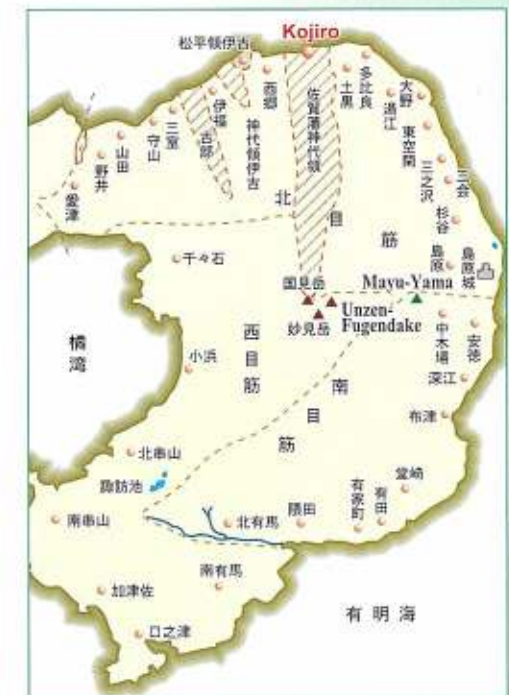 Kojiro
松平領伊古
西郷
伊福
古部
神代領伊古
佐賀藩神代領
土黒
多比良
湯江
大野
東空閑
三之沢
三会
杉谷
三室
守山
山田
野井
愛津
北目筋
島原
島原城
千々石
国見岳
妙見岳
Unzen-
Fugendake
Mayu-Yama
中木場
安徳
深江
布津
橘湾
小浜
西目筋
南目筋
北串山
諏訪池
南串山
北有馬
隈田
有家町
有田
堂崎
南有馬
加津佐
口之津
有明海